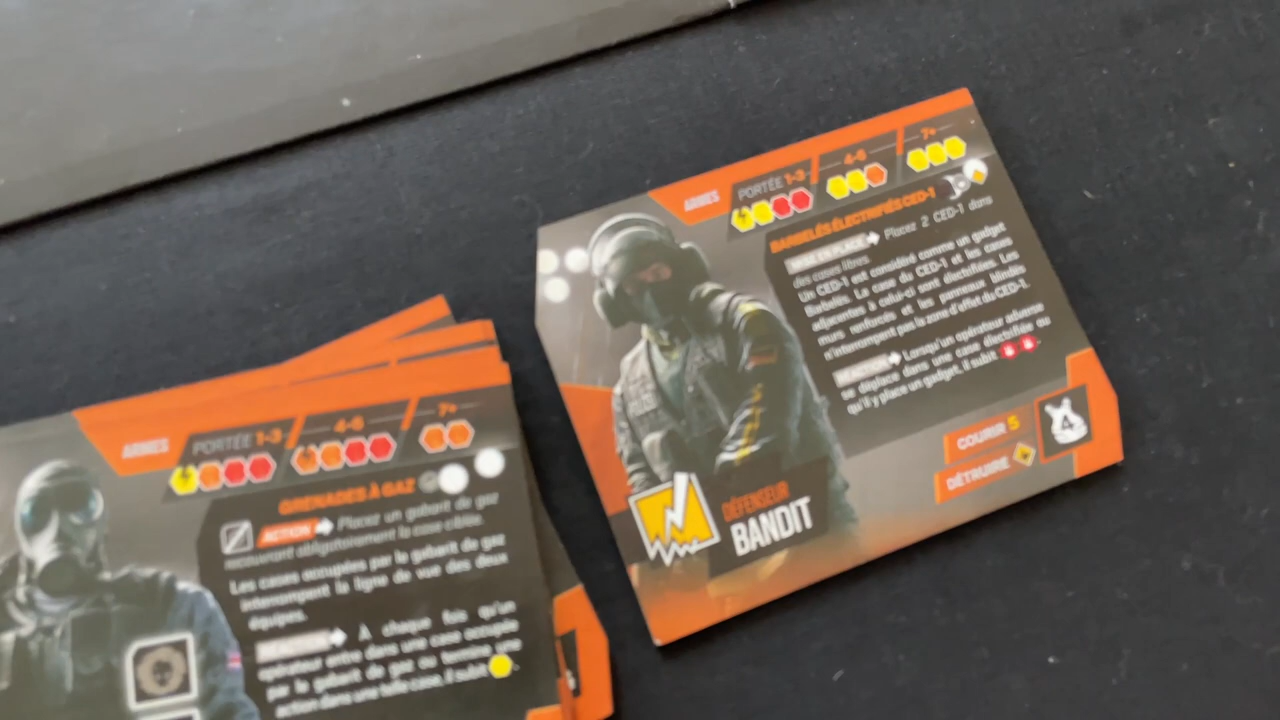 ARMES
PORTÉE 1-3
4-6
7+
BARBELÉS ÉLECTRIFIÉS CED-1
MISE EN PLACE Placez 2 CED-1 dans
des cases libres.
Un CED-1 est considéré comme un gadget
Barbelés. La case du CED-1 et les cases
adjacentes à celui-ci sont électrifiées. Les
murs renforcés et les panneaux blindés
n'interrompent pas la zone d'effet du CED-1.
RÉACTION Lorsqu'un opérateur adverse
se déplace dans une case électrifiée ou
qu'il y place un gadget, il subit
COURIR 5
DÉTRUIRE
4
DÉFENSEUR
BANDIT
ARMES
PORTÉE 1-3
4-6
7+
GRENADES À GAZ
ACTION Placez un gabarit de gaz
recouvrant obligatoirement la case ciblée.
Les cases occupées par le gabarit de gaz
interrompent la ligne de vue des deux
équipes.
RÉACTION À chaque fois qu'un
opérateur entre dans une case occupée
par le gabarit de gaz ou termine une
action dans une telle case, il subit